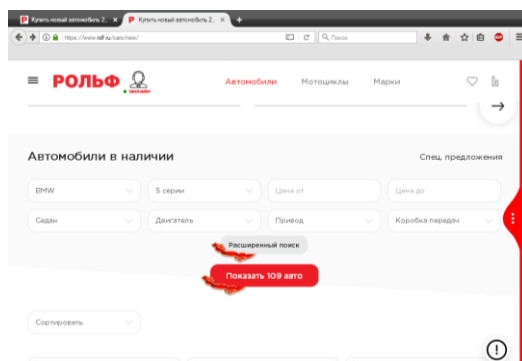 Купить новый автомобиль 2.. × Купить новый автомобиль 2.. × +
https://www.rolf.ru/cars/new/ Поиск
РОЛЬФ ОНЛАЙН Автомобили Мотоциклы Марки
Автомобили в наличии Спец. предложения
BMW 5 серии Цена от Цена до
Седан Двигатель Привод Коробка передач
Расширенный поиск
Показать 109 авто
Сортировать